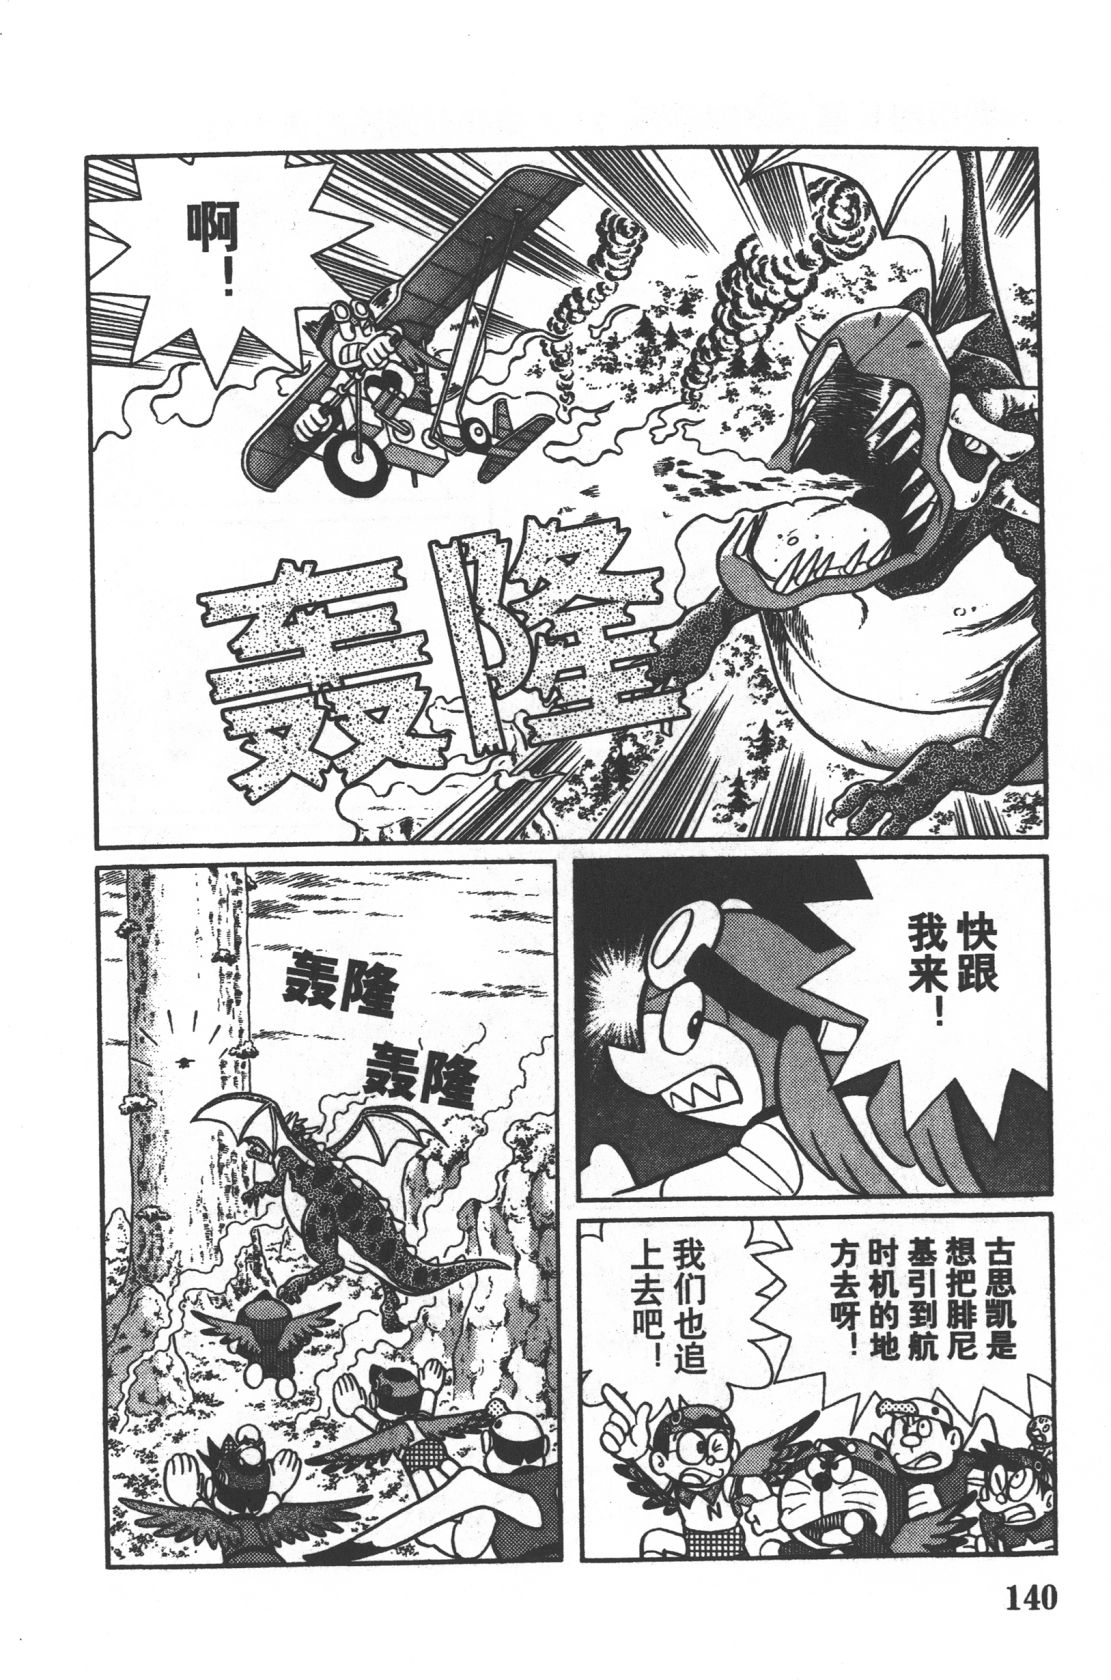 啊！
轰隆
快跟
我来！
轰隆
轰隆
古思凯是
想把腓尼
基引到航
时机的地
方去呀！
我们也追
上去吧！
140